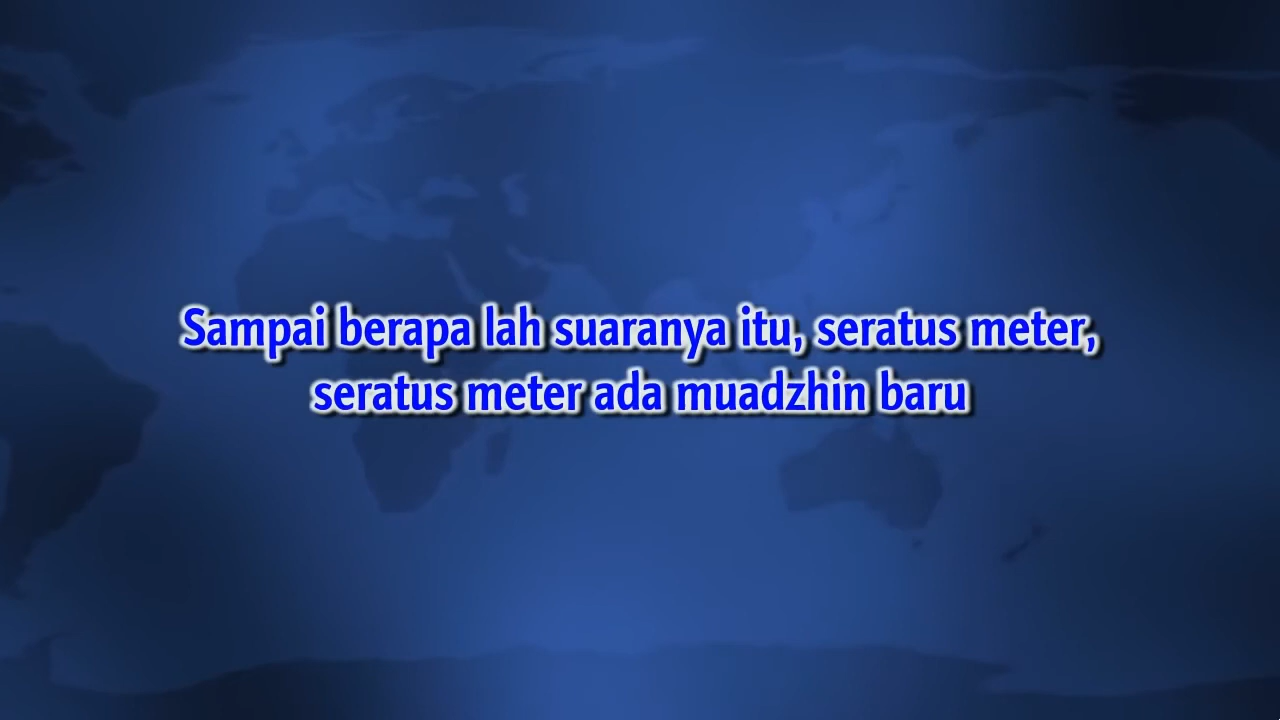 Sampai berapa lah suaranya itu, seratus meter,
seratus meter ada muadzhin baru